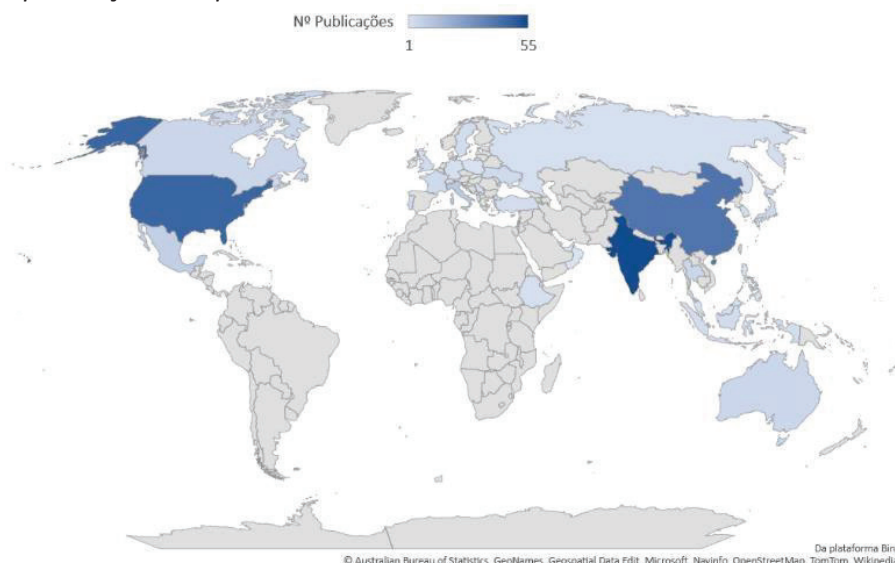 Nº Publicações
1 55
Da plataforma Bin
© Australian Bureau of Statistics, GeoNames, Geospatial Data Edit, Microsoft, Navinfo, OpenStreetMap, TomTom, Wikipedia